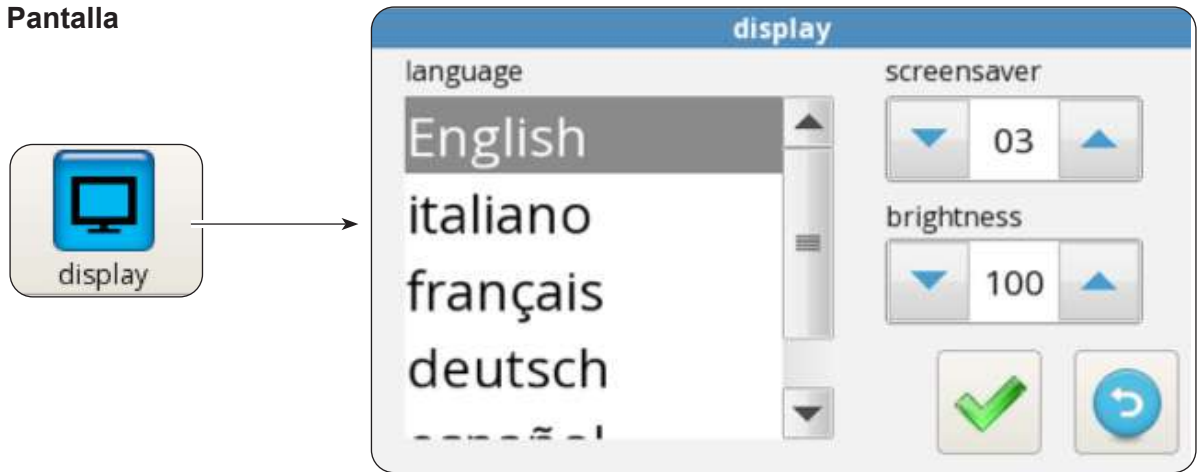 Pantalla
display
display
language
English
italiano
français
deutsch
screensaver
03
brightness
100